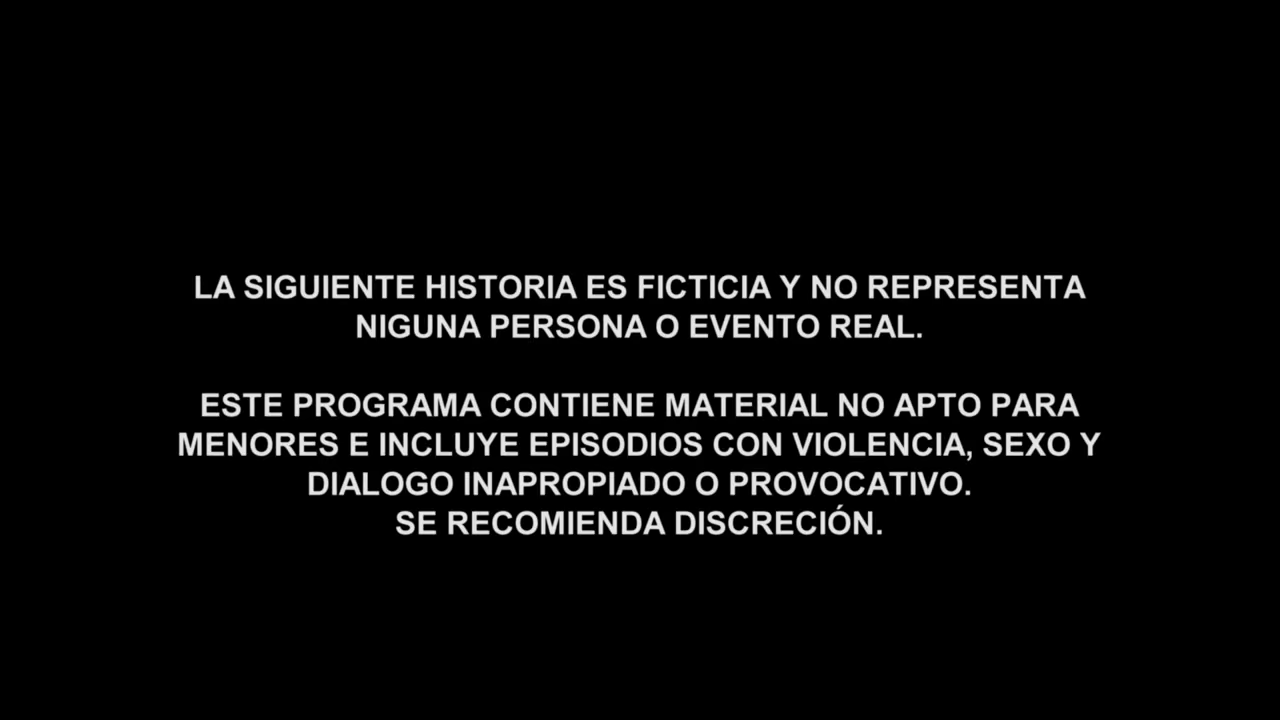 LA SIGUIENTE HISTORIA ES FICTICIA Y NO REPRESENTA
NIGUNA PERSONA O EVENTO REAL.
ESTE PROGRAMA CONTIENE MATERIAL NO APTO PARA
MENORES E INCLUYE EPISODIOS CON VIOLENCIA, SEXO Y
DIALOGO INAPROPIADO O PROVOCATIVO.
SE RECOMIENDA DISCRECIÓN.